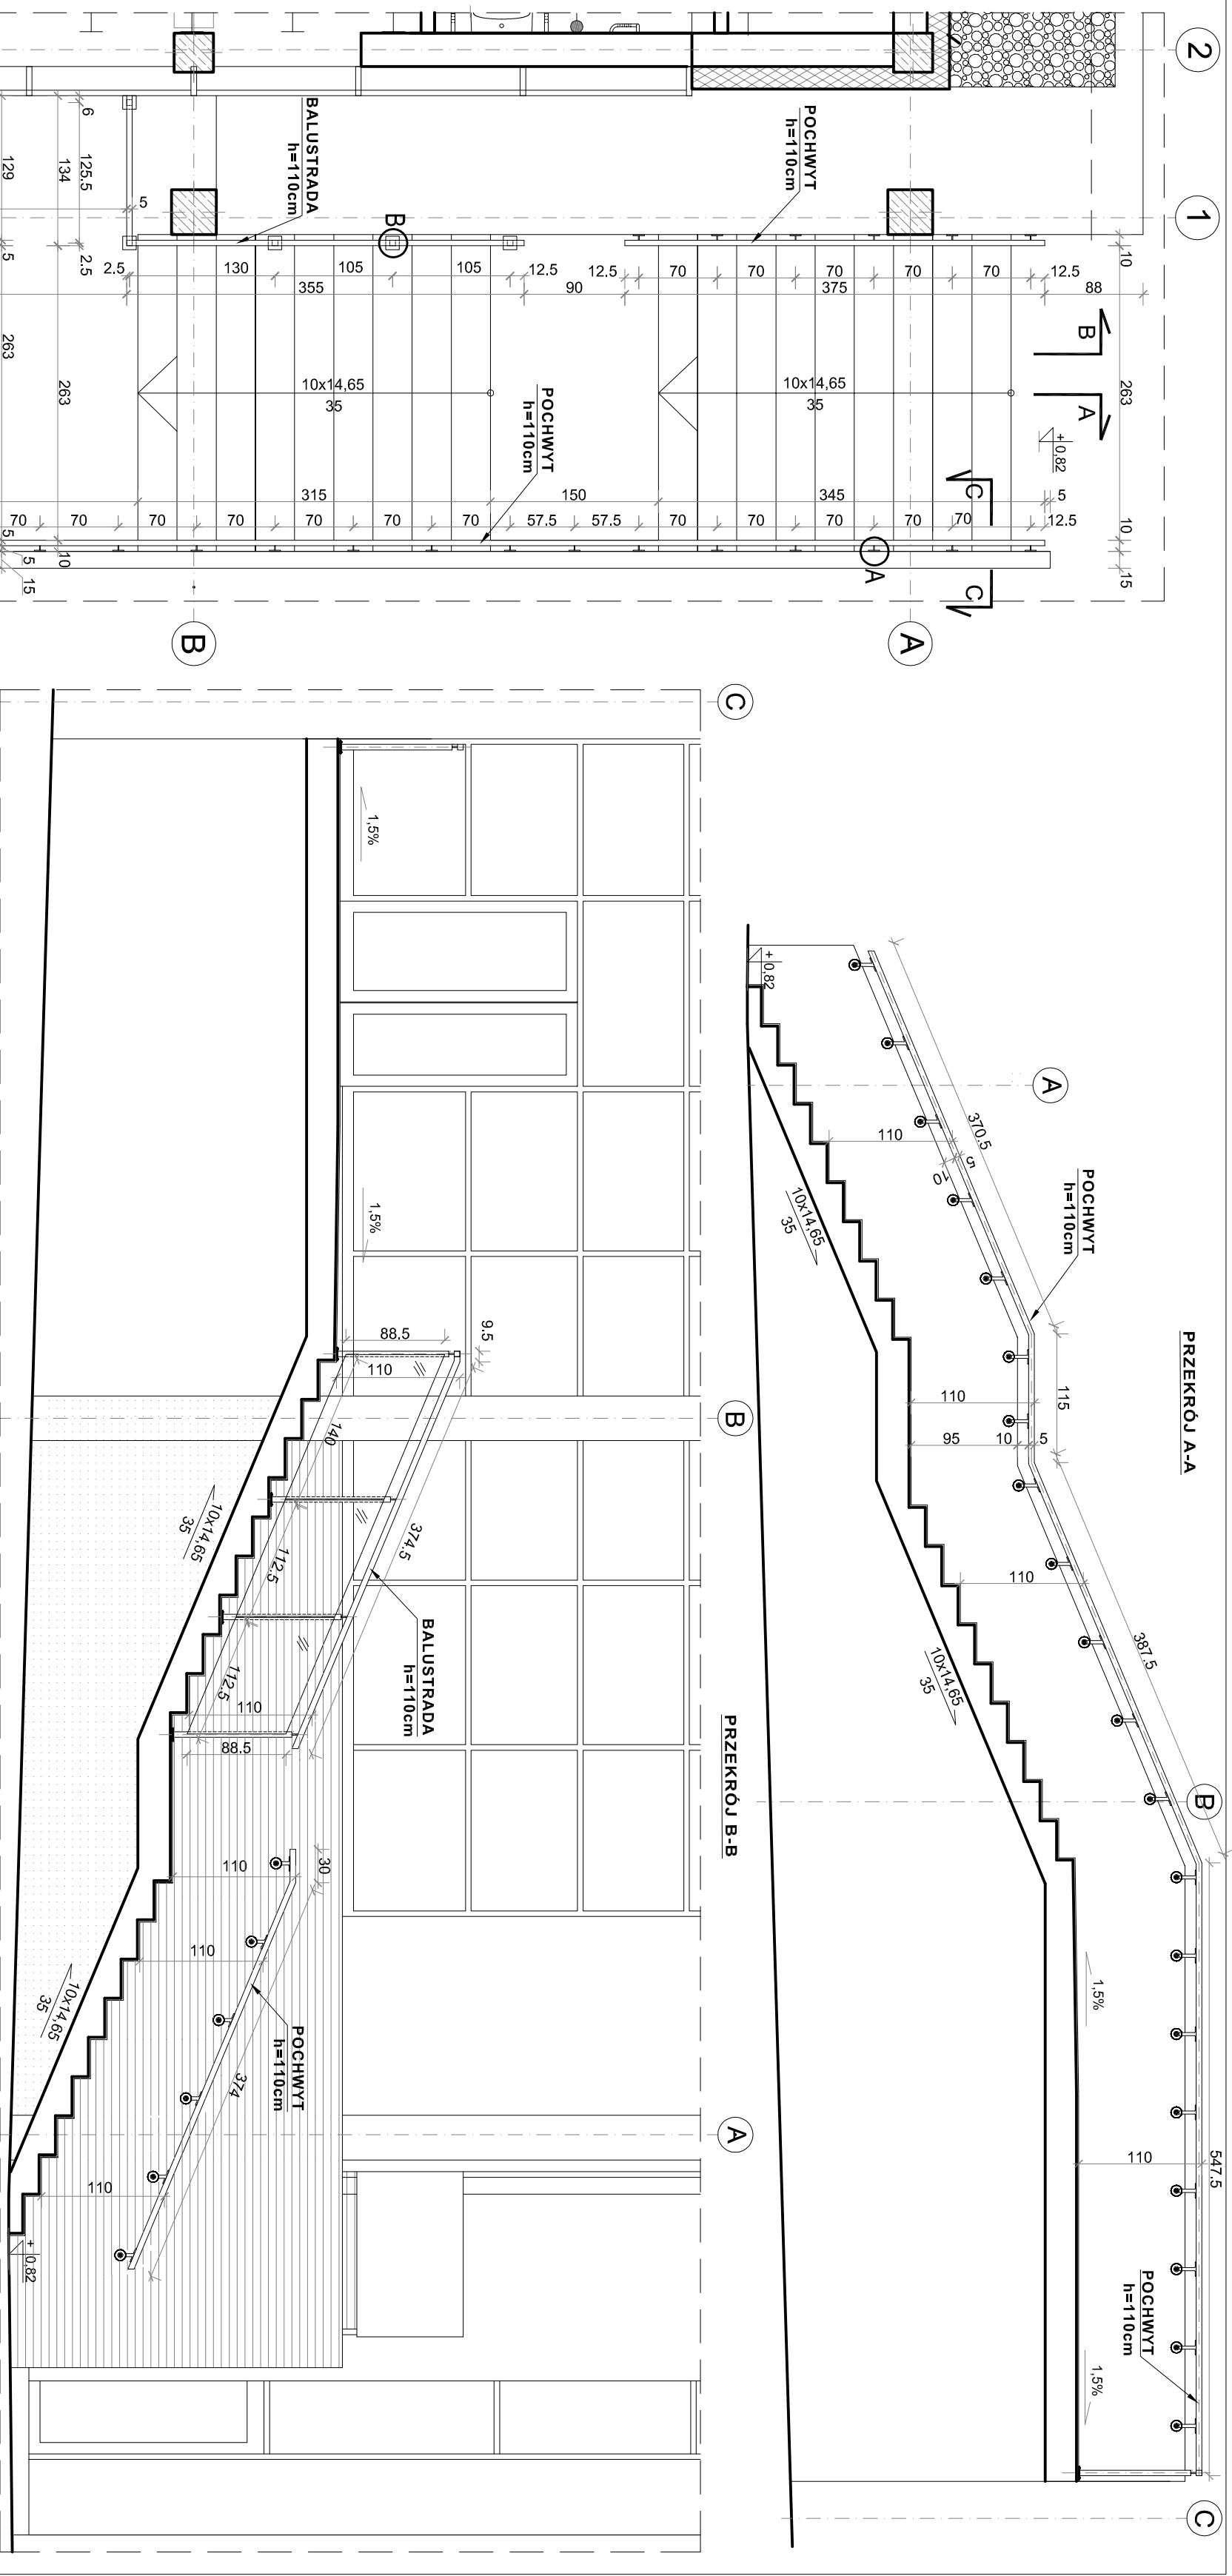 2
1
A
B
POCHWYT
h=110cm
BALUSTRADA
h=110cm
POCHWYT
h=110cm
B
A
B
A
C
C
+0,82
10x14,65
35
10x14,65
35
6
125.5
134
129
5
2.5
5
2.5
130
105
105
12.5
355
90
12.5
70
70
70
70
70
375
12.5
88
10
263
10
15
263
263
315
150
345
5
70
70
70
70
70
70
70
57.5
57.5
70
70
70
70
70
12.5
5
10
5
15
PRZEKRÓJ A-A
A
B
C
+0,82
370.5
110
5
10
10x14,65
35
POCHWYT
h=110cm
115
110
95
10
5
110
387.5
10x14,65
35
1,5%
547.5
110
1,5%
POCHWYT
h=110cm
PRZEKRÓJ B-B
C
B
A
1,5%
1,5%
88.5
9.5
110
140
374.5
112.5
112.5
BALUSTRADA
h=110cm
110
88.5
10x14,65
35
30
110
110
POCHWYT
h=110cm
374
110
10x14,65
35
+0,82